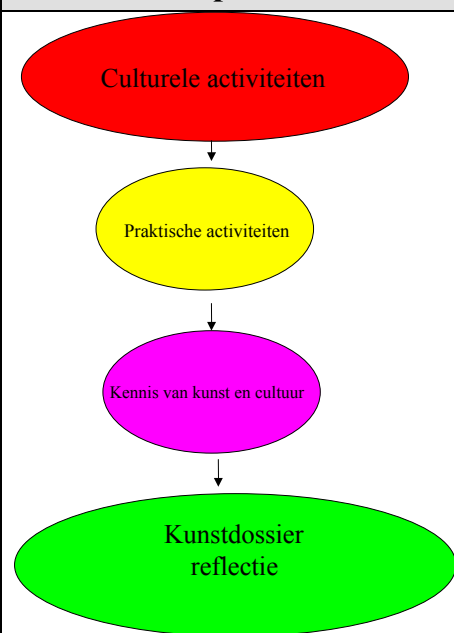 Culturele activiteiten
Praktische activiteiten
Kennis van kunst en cultuur
Kunstdossier
reflectie